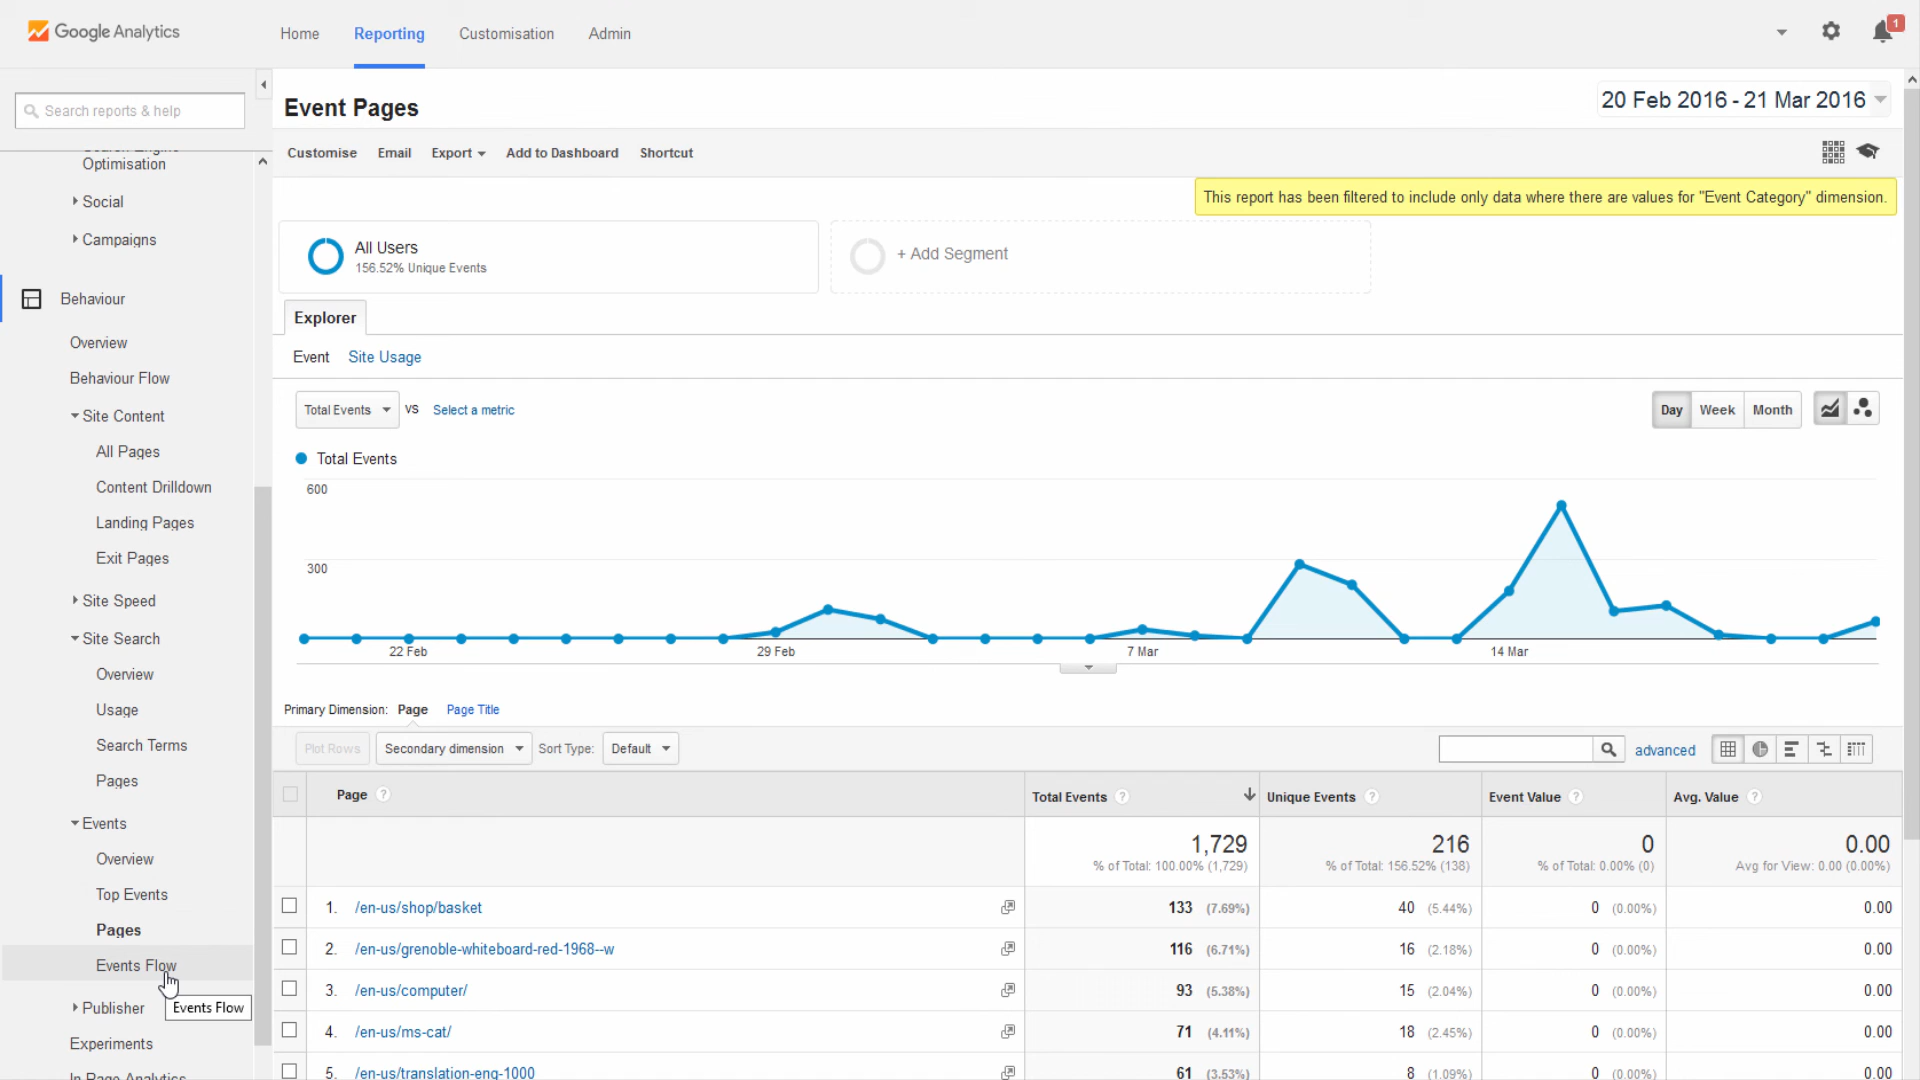 Google Analytics
Home
Reporting
Customisation
Admin
1
Search reports & help
Event Pages
20 Feb 2016 - 21 Mar 2016
Customise
Email
Export
Add to Dashboard
Shortcut
This report has been filtered to include only data where there are values for "Event Category" dimension.
All Users
156.52% Unique Events
+ Add Segment
Explorer
Event
Site Usage
Total Events
VS
Select a metric
Day
Week
Month
Total Events
600
300
22 Feb
29 Feb
7 Mar
14 Mar
Search Engine
Optimisation
Social
Campaigns
Behaviour
Overview
Behaviour Flow
Site Content
All Pages
Content Drilldown
Landing Pages
Exit Pages
Site Speed
Site Search
Overview
Usage
Search Terms
Pages
Events
Overview
Top Events
Pages
Events Flow
Events Flow
Publisher
Experiments
In Page Analytics
Primary Dimension:
Page
Page Title
Plot Rows
Secondary dimension
Sort Type:
Default
advanced
Page ?
Total Events ?
Unique Events ?
Event Value ?
Avg. Value ?
1,729
% of Total: 100.00% (1,729)
216
% of Total: 156.52% (138)
0
% of Total: 0.00% (0)
0.00
Avg for View: 0.00 (0.00%)
1. /en-us/shop/basket 133 (7.69%) 40 (5.44%) 0 (0.00%) 0.00
2. /en-us/grenoble-whiteboard-red-1968--w 116 (6.71%) 16 (2.18%) 0 (0.00%) 0.00
3. /en-us/computer/ 93 (5.38%) 15 (2.04%) 0 (0.00%) 0.00
4. /en-us/ms-cat/ 71 (4.11%) 18 (2.45%) 0 (0.00%) 0.00
5. /en-us/translation-eng-1000 61 (3.53%) 8 (1.09%) 0 (0.00%) 0.00